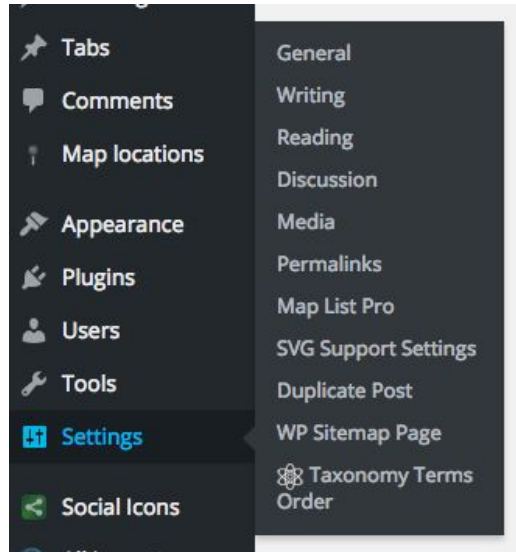 Tabs
Comments
Map locations
Appearance
Plugins
Users
Tools
Settings
Social Icons
General
Writing
Reading
Discussion
Media
Permalinks
Map List Pro
SVG Support Settings
Duplicate Post
WP Sitemap Page
Taxonomy Terms
Order